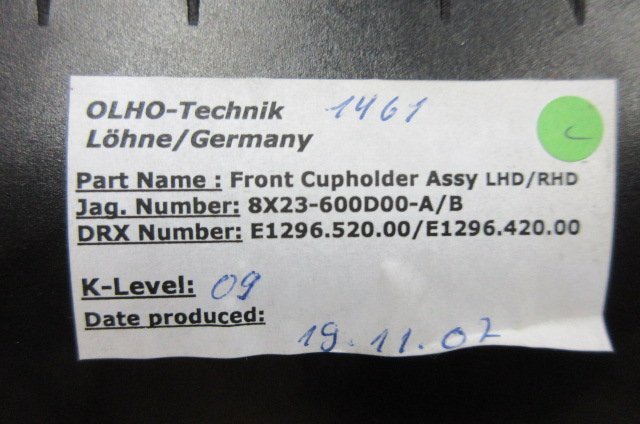 OLHO-Technik 1461
Löhne/Germany
C
Part Name : Front Cupholder Assy LHD/RHD
Jag. Number: 8X23-600D00-A/B
DRX Number: E1296.520.00/E1296.420.00
K-Level: 09
Date produced: 19.11.07